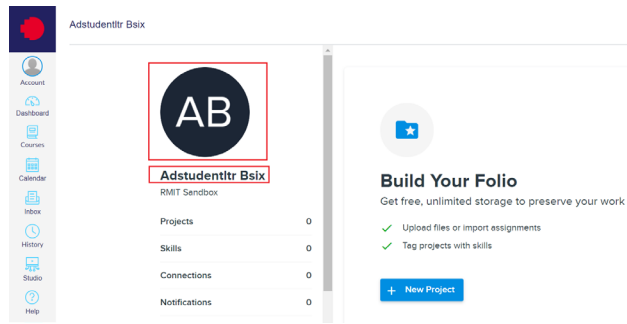 Adstudentltr Bsix
Account
Dashboard
Courses
Calendar
Inbox
History
Studio
Help
AB
Adstudentltr Bsix
RMIT Sandbox
Projects 0
Skills 0
Connections 0
Notifications 0
Build Your Folio
Get free, unlimited storage to preserve your work
Upload files or import assignments
Tag projects with skills
+ New Project